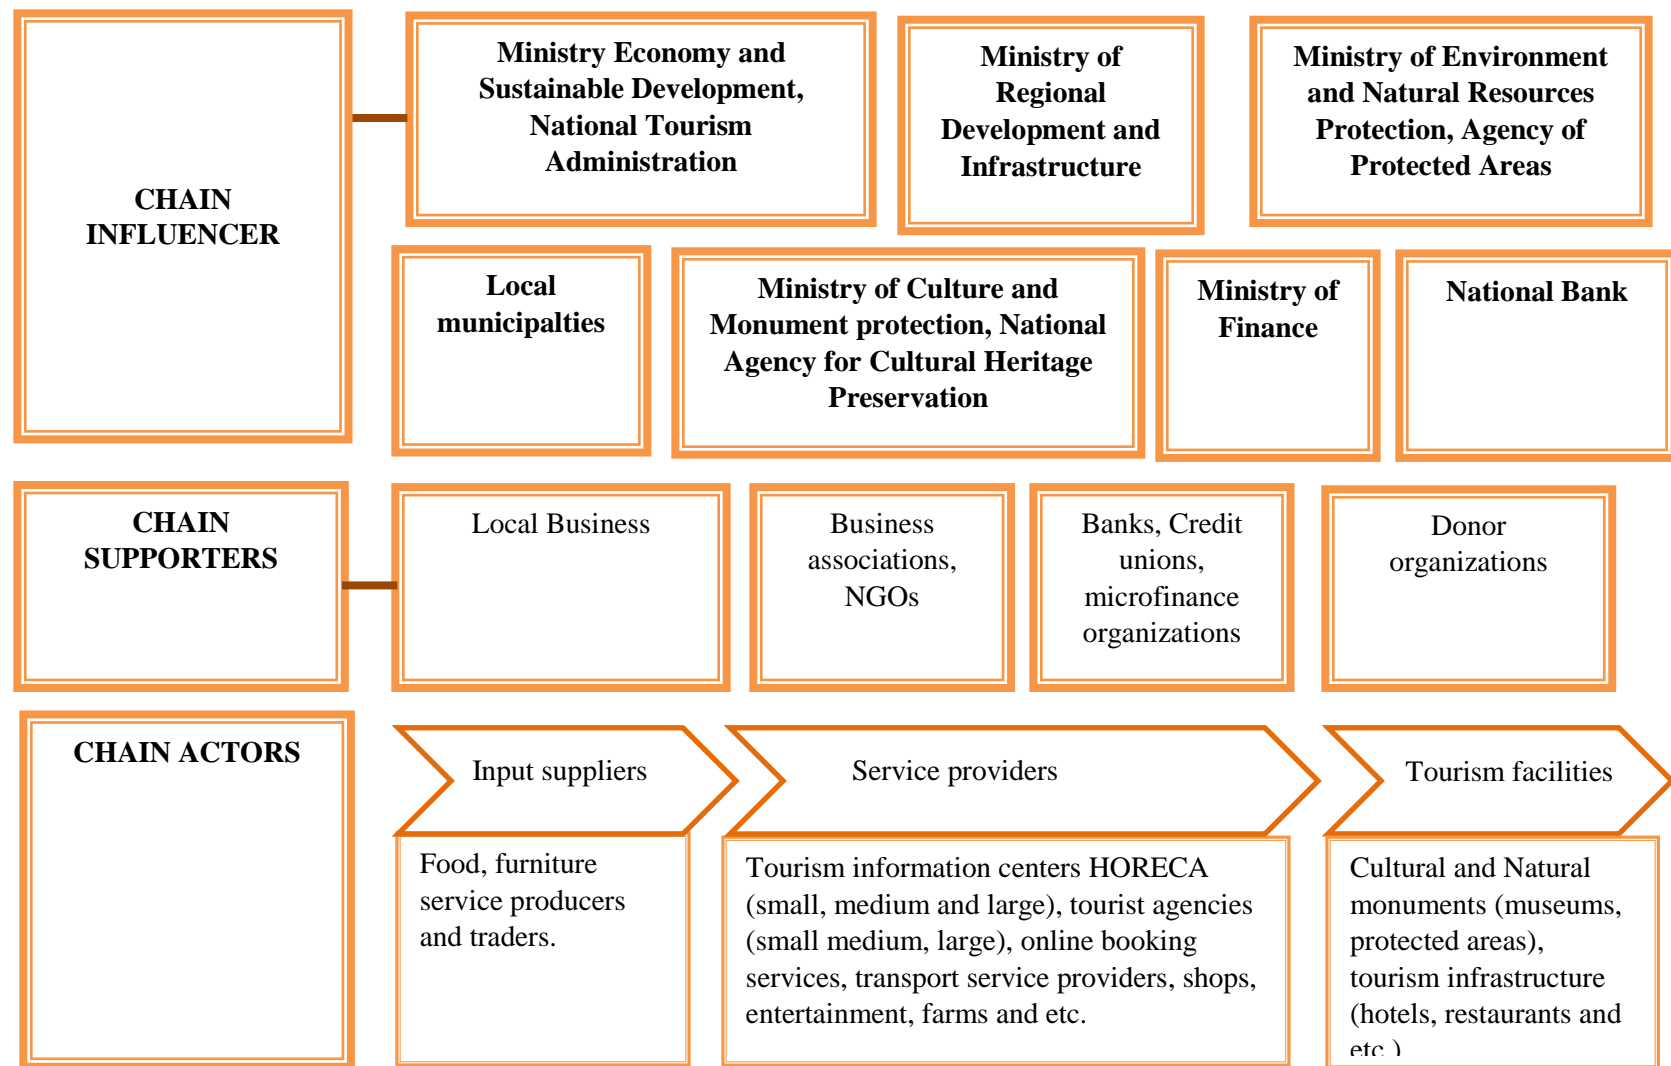 CHAIN
INFLUENCER
Ministry Economy and
Sustainable Development,
National Tourism
Administration
Ministry of
Regional
Development and
Infrastructure
Ministry of Environment
and Natural Resources
Protection, Agency of
Protected Areas
Local
municipalties
Ministry of Culture and
Monument protection, National
Agency for Cultural Heritage
Preservation
Ministry of
Finance
National Bank
CHAIN
SUPPORTERS
Local Business
Business
associations,
NGOs
Banks, Credit
unions,
microfinance
organizations
Donor
organizations
CHAIN ACTORS
Input suppliers
Service providers
Tourism facilities
Food, furniture
service producers
and traders.
Tourism information centers HORECA
(small, medium and large), tourist agencies
(small medium, large), online booking
services, transport service providers, shops,
entertainment, farms and etc.
Cultural and Natural
monuments (museums,
protected areas),
tourism infrastructure
(hotels, restaurants and
etc.)